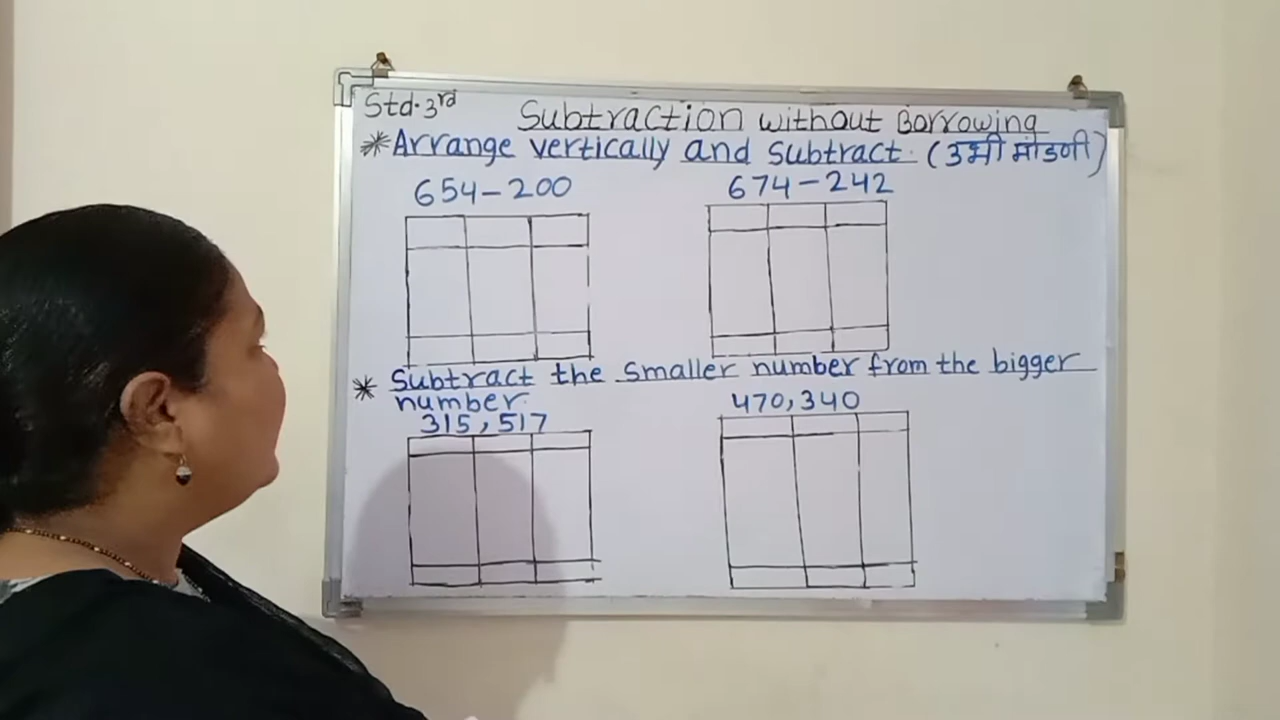 Std. 3rd
Subtraction without Borrowing
*Arrange vertically and subtract. (उभी मांडणी)
654-200
674-242
* Subtract the smaller number from the bigger
number.
315, 517
470, 340